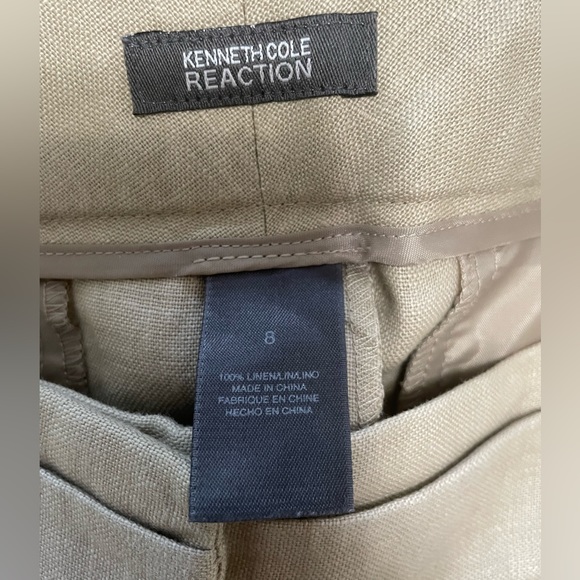 KENNETH COLE
REACTION
8
100% LINEN/LIN/LINO
MADE IN CHINA
FABRIQUE EN CHINE
HECHO EN CHINA